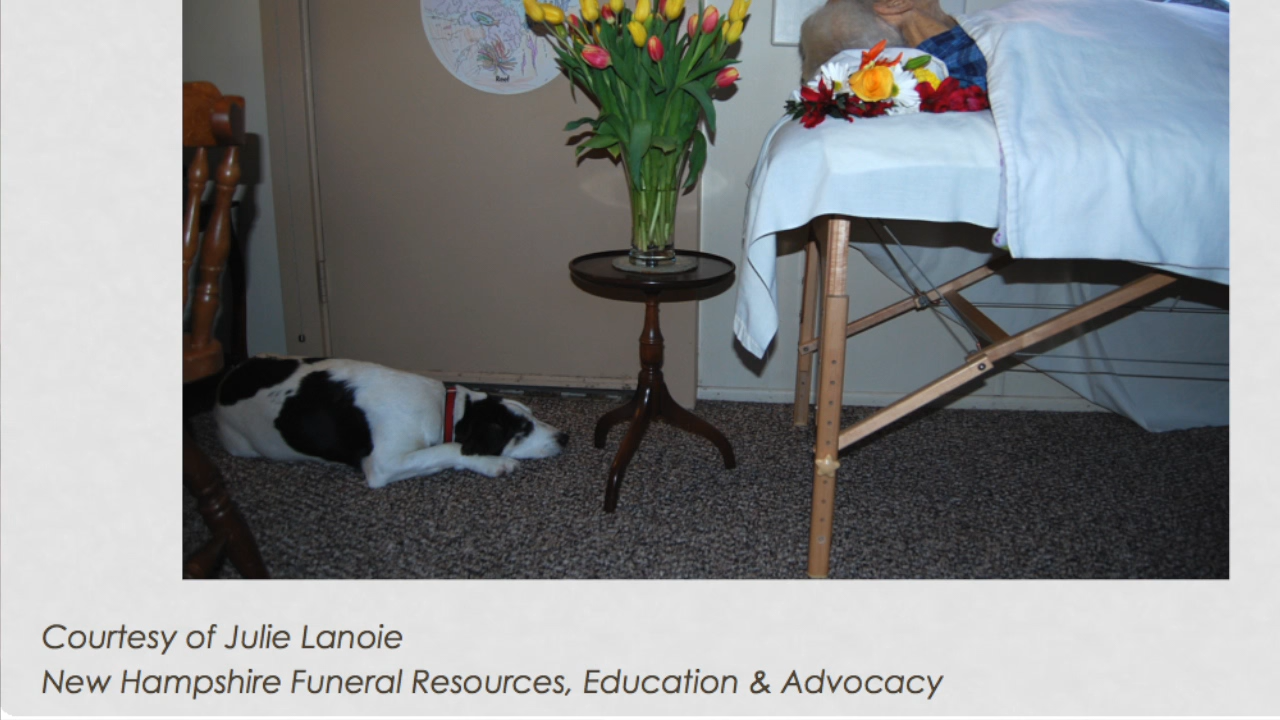 Courtesy of Julie Lanoie
New Hampshire Funeral Resources, Education & Advocacy